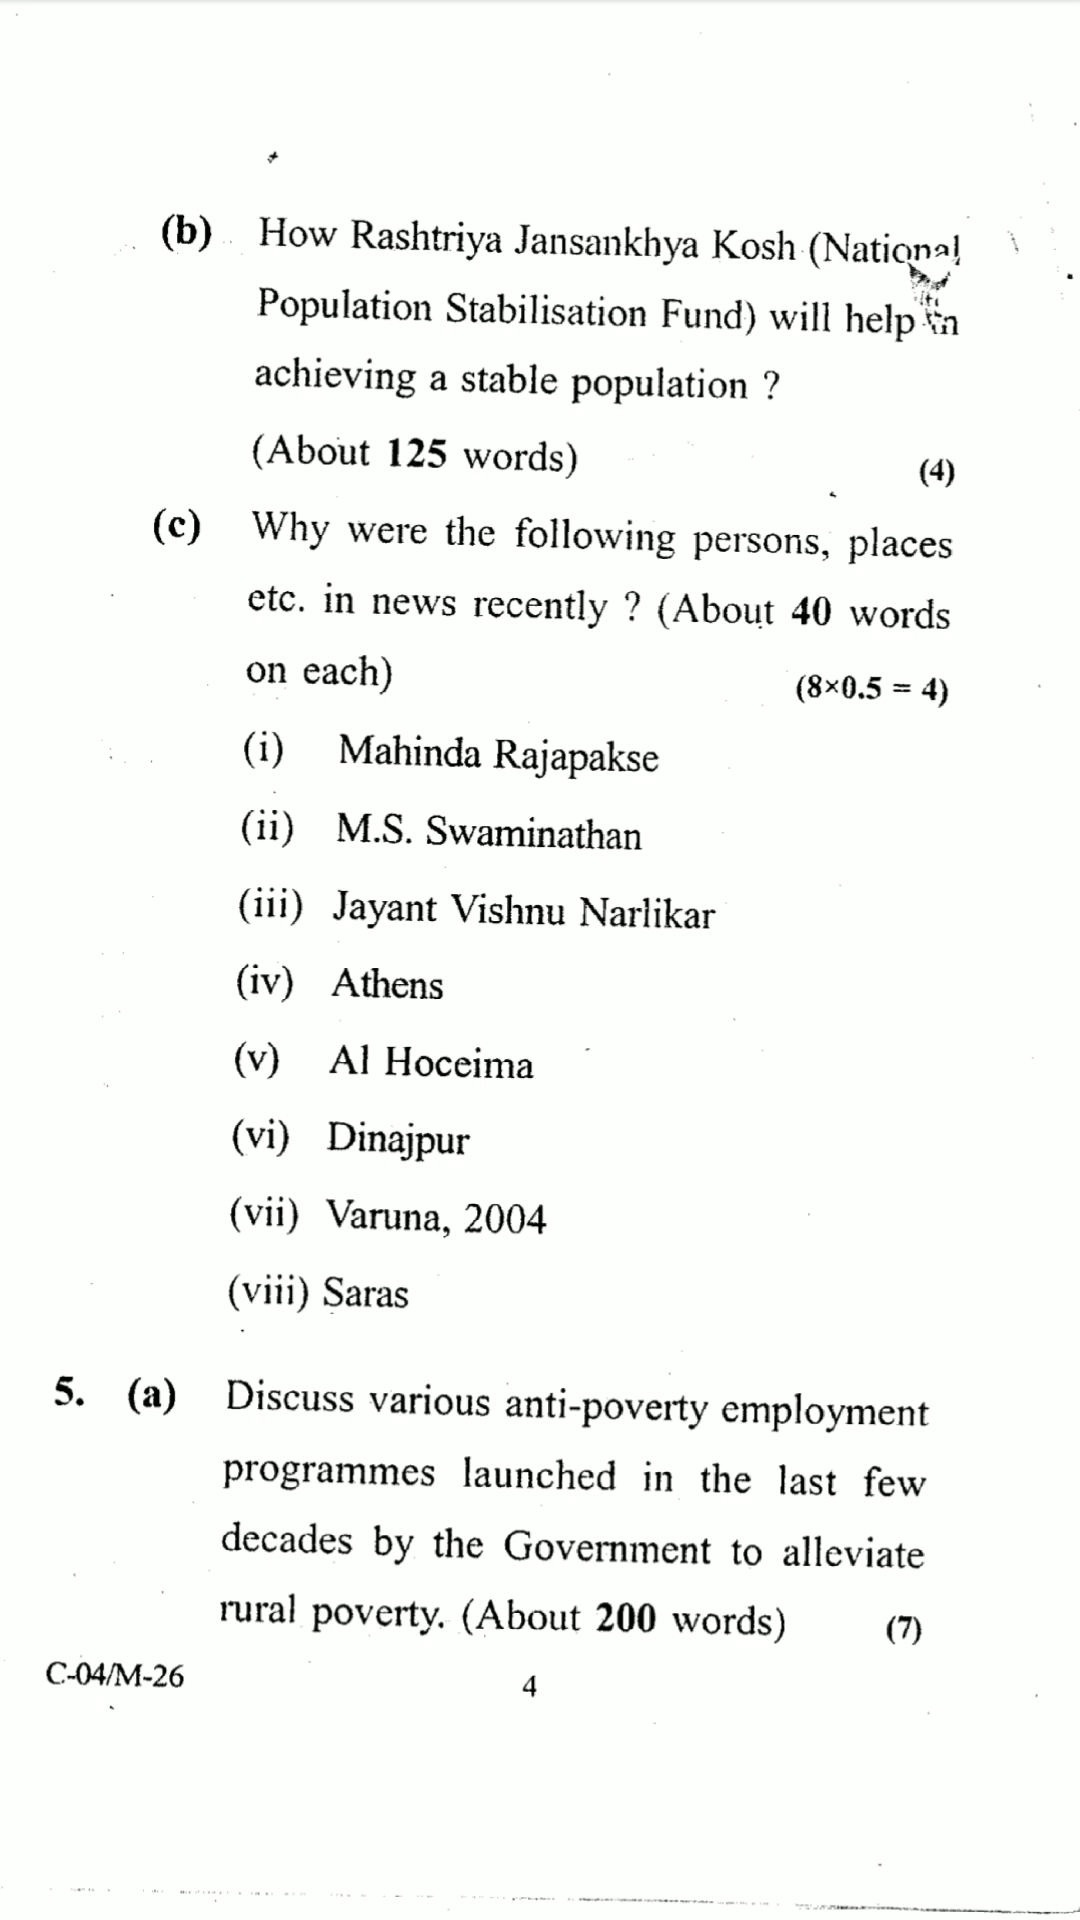 (b) How Rashtriya Jansankhya Kosh (National
Population Stabilisation Fund) will help in
achieving a stable population ?
(About 125 words) (4)
(c) Why were the following persons, places
etc. in news recently ? (About 40 words
on each) (8×0.5 = 4)
(i) Mahinda Rajapakse
(ii) M.S. Swaminathan
(iii) Jayant Vishnu Narlikar
(iv) Athens
(v) Al Hoceima
(vi) Dinajpur
(vii) Varuna, 2004
(viii) Saras
5. (a) Discuss various anti-poverty employment
programmes launched in the last few
decades by the Government to alleviate
rural poverty. (About 200 words) (7)
C-04/M-26 4